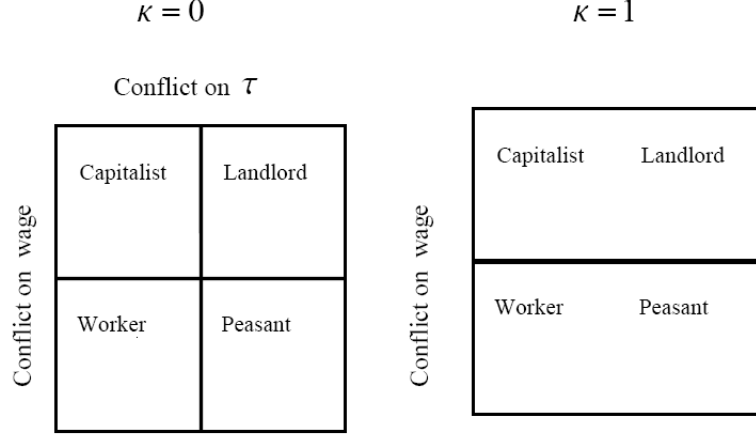 κ = 0
Conflict on τ
Conflict on wage
Capitalist
Landlord
Worker
Peasant
κ = 1
Conflict on wage
Capitalist
Landlord
Worker
Peasant